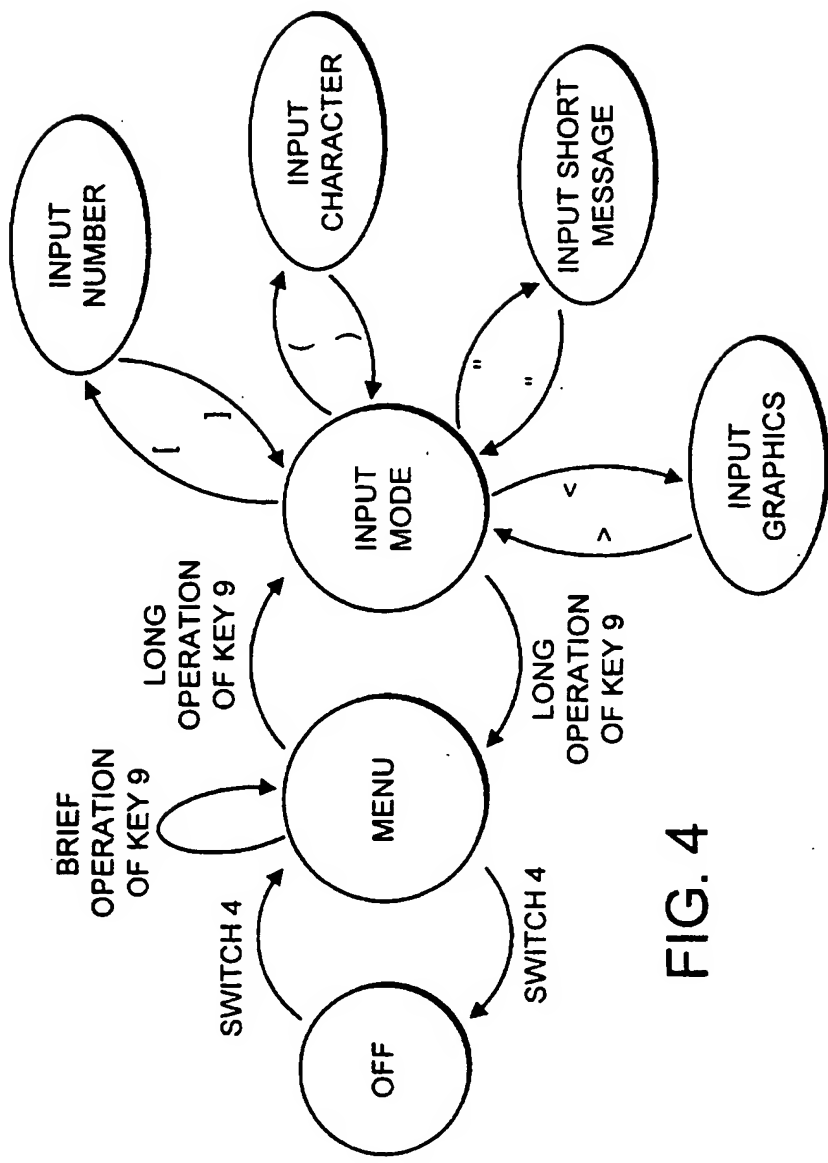 OFF
SWITCH 4
SWITCH 4
MENU
BRIEF
OPERATION
OF KEY 9
LONG
OPERATION
OF KEY 9
LONG
OPERATION
OF KEY 9
INPUT
MODE
[
]
INPUT
NUMBER
(
)
INPUT
CHARACTER
"
"
INPUT SHORT
MESSAGE
<
>
INPUT
GRAPHICS
FIG. 4